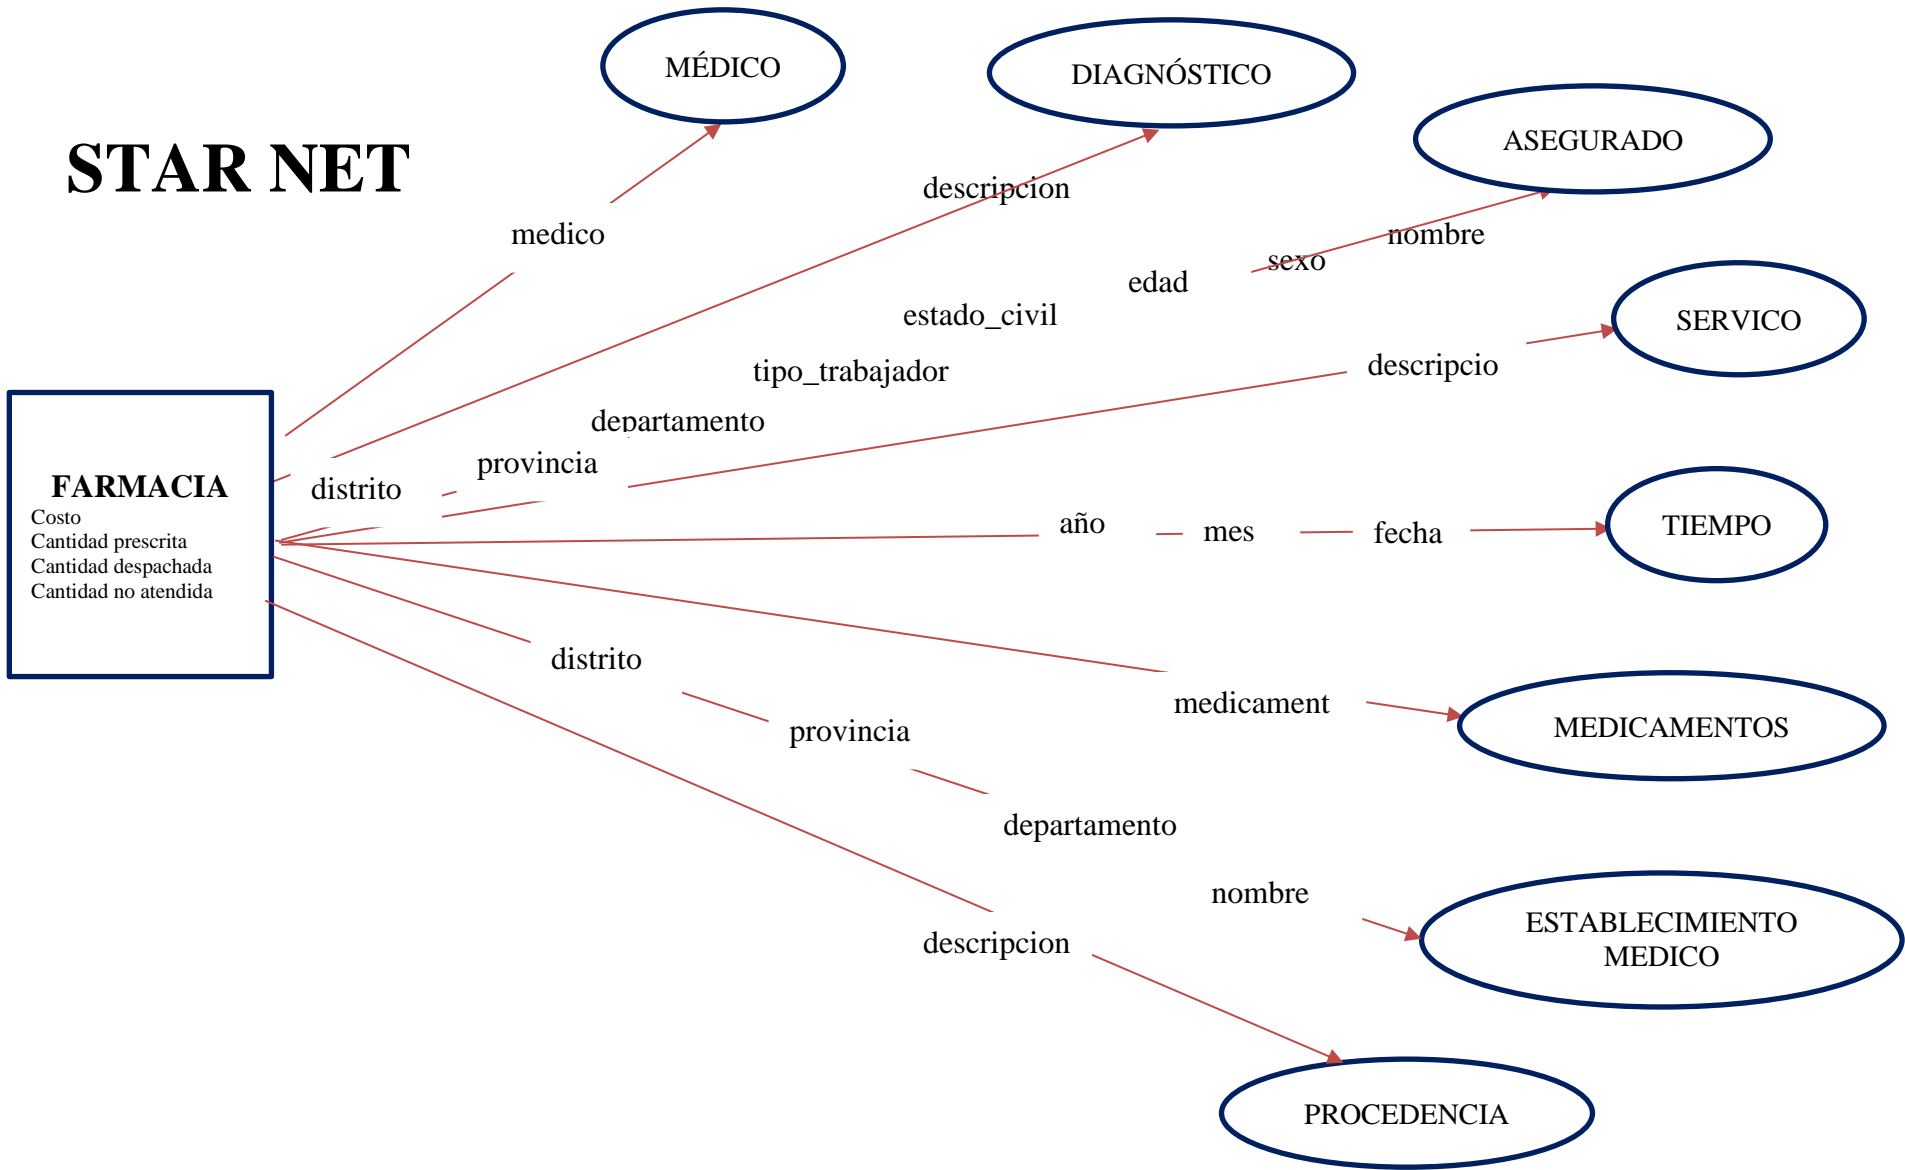 MÉDICO
DIAGNÓSTICO
ASEGURADO
STAR NET
descripcion
medico
nombre
sexo
edad
estado_civil
SERVICO
descripcio
tipo_trabajador
departamento
provincia
distrito
FARMACIA
Costo
Cantidad prescrita
Cantidad despachada
Cantidad no atendida
año
mes
fecha
TIEMPO
distrito
medicament
MEDICAMENTOS
provincia
departamento
nombre
ESTABLECIMIENTO
MEDICO
descripcion
PROCEDENCIA